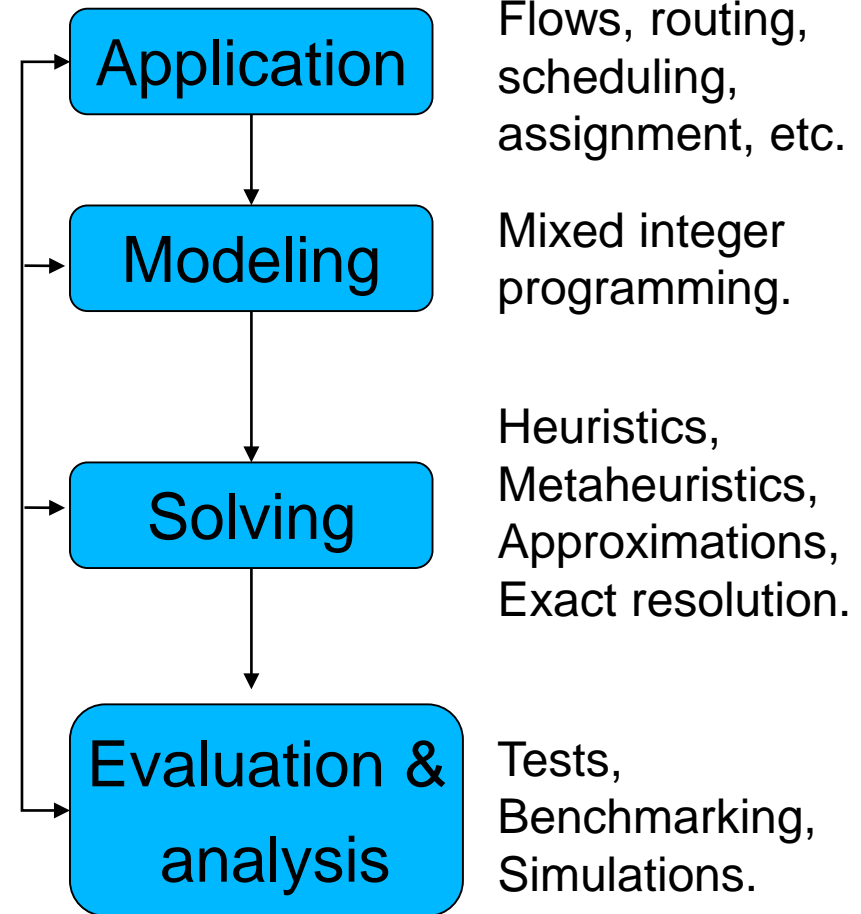 Application
Flows, routing,
scheduling,
assignment, etc.
Modeling
Mixed integer
programming.
Solving
Heuristics,
Metaheuristics,
Approximations,
Exact resolution.
Evaluation &
analysis
Tests,
Benchmarking,
Simulations.